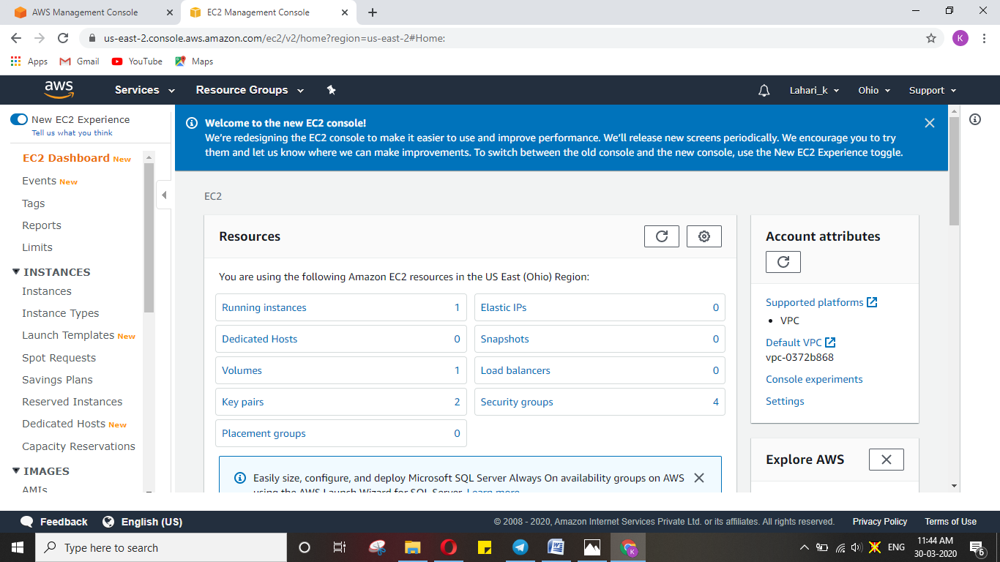 AWS Management Console
EC2 Management Console
us-east-2.console.aws.amazon.com/ec2/v2/home?region=us-east-2#Home:
K
Apps
Gmail
YouTube
Maps
aws
Services
Resource Groups
Lahari_k
Ohio
Support
New EC2 Experience
Tell us what you think
EC2 Dashboard New
Events New
Tags
Reports
Limits
INSTANCES
Instances
Instance Types
Launch Templates New
Spot Requests
Savings Plans
Reserved Instances
Dedicated Hosts New
Capacity Reservations
IMAGES
AMIs
Welcome to the new EC2 console!
We're redesigning the EC2 console to make it easier to use and improve performance. We'll release new screens periodically. We encourage you to try
them and let us know where we can make improvements. To switch between the old console and the new console, use the New EC2 Experience toggle.
EC2
Resources
You are using the following Amazon EC2 resources in the US East (Ohio) Region:
Running instances 1
Elastic IPs 0
Dedicated Hosts 0
Snapshots 0
Volumes 1
Load balancers 0
Key pairs 2
Security groups 4
Placement groups 0
Easily size, configure, and deploy Microsoft SQL Server Always On availability groups on AWS
using the AWS Launch Wizard for SQL Server. Learn more
Account attributes
Supported platforms
VPC
Default VPC
vpc-0372b868
Console experiments
Settings
Explore AWS
Feedback
English (US)
© 2008 - 2020, Amazon Internet Services Private Ltd. or its affiliates. All rights reserved.
Privacy Policy
Terms of Use
Type here to search
W
K
ENG
11:44 AM
30-03-2020
6